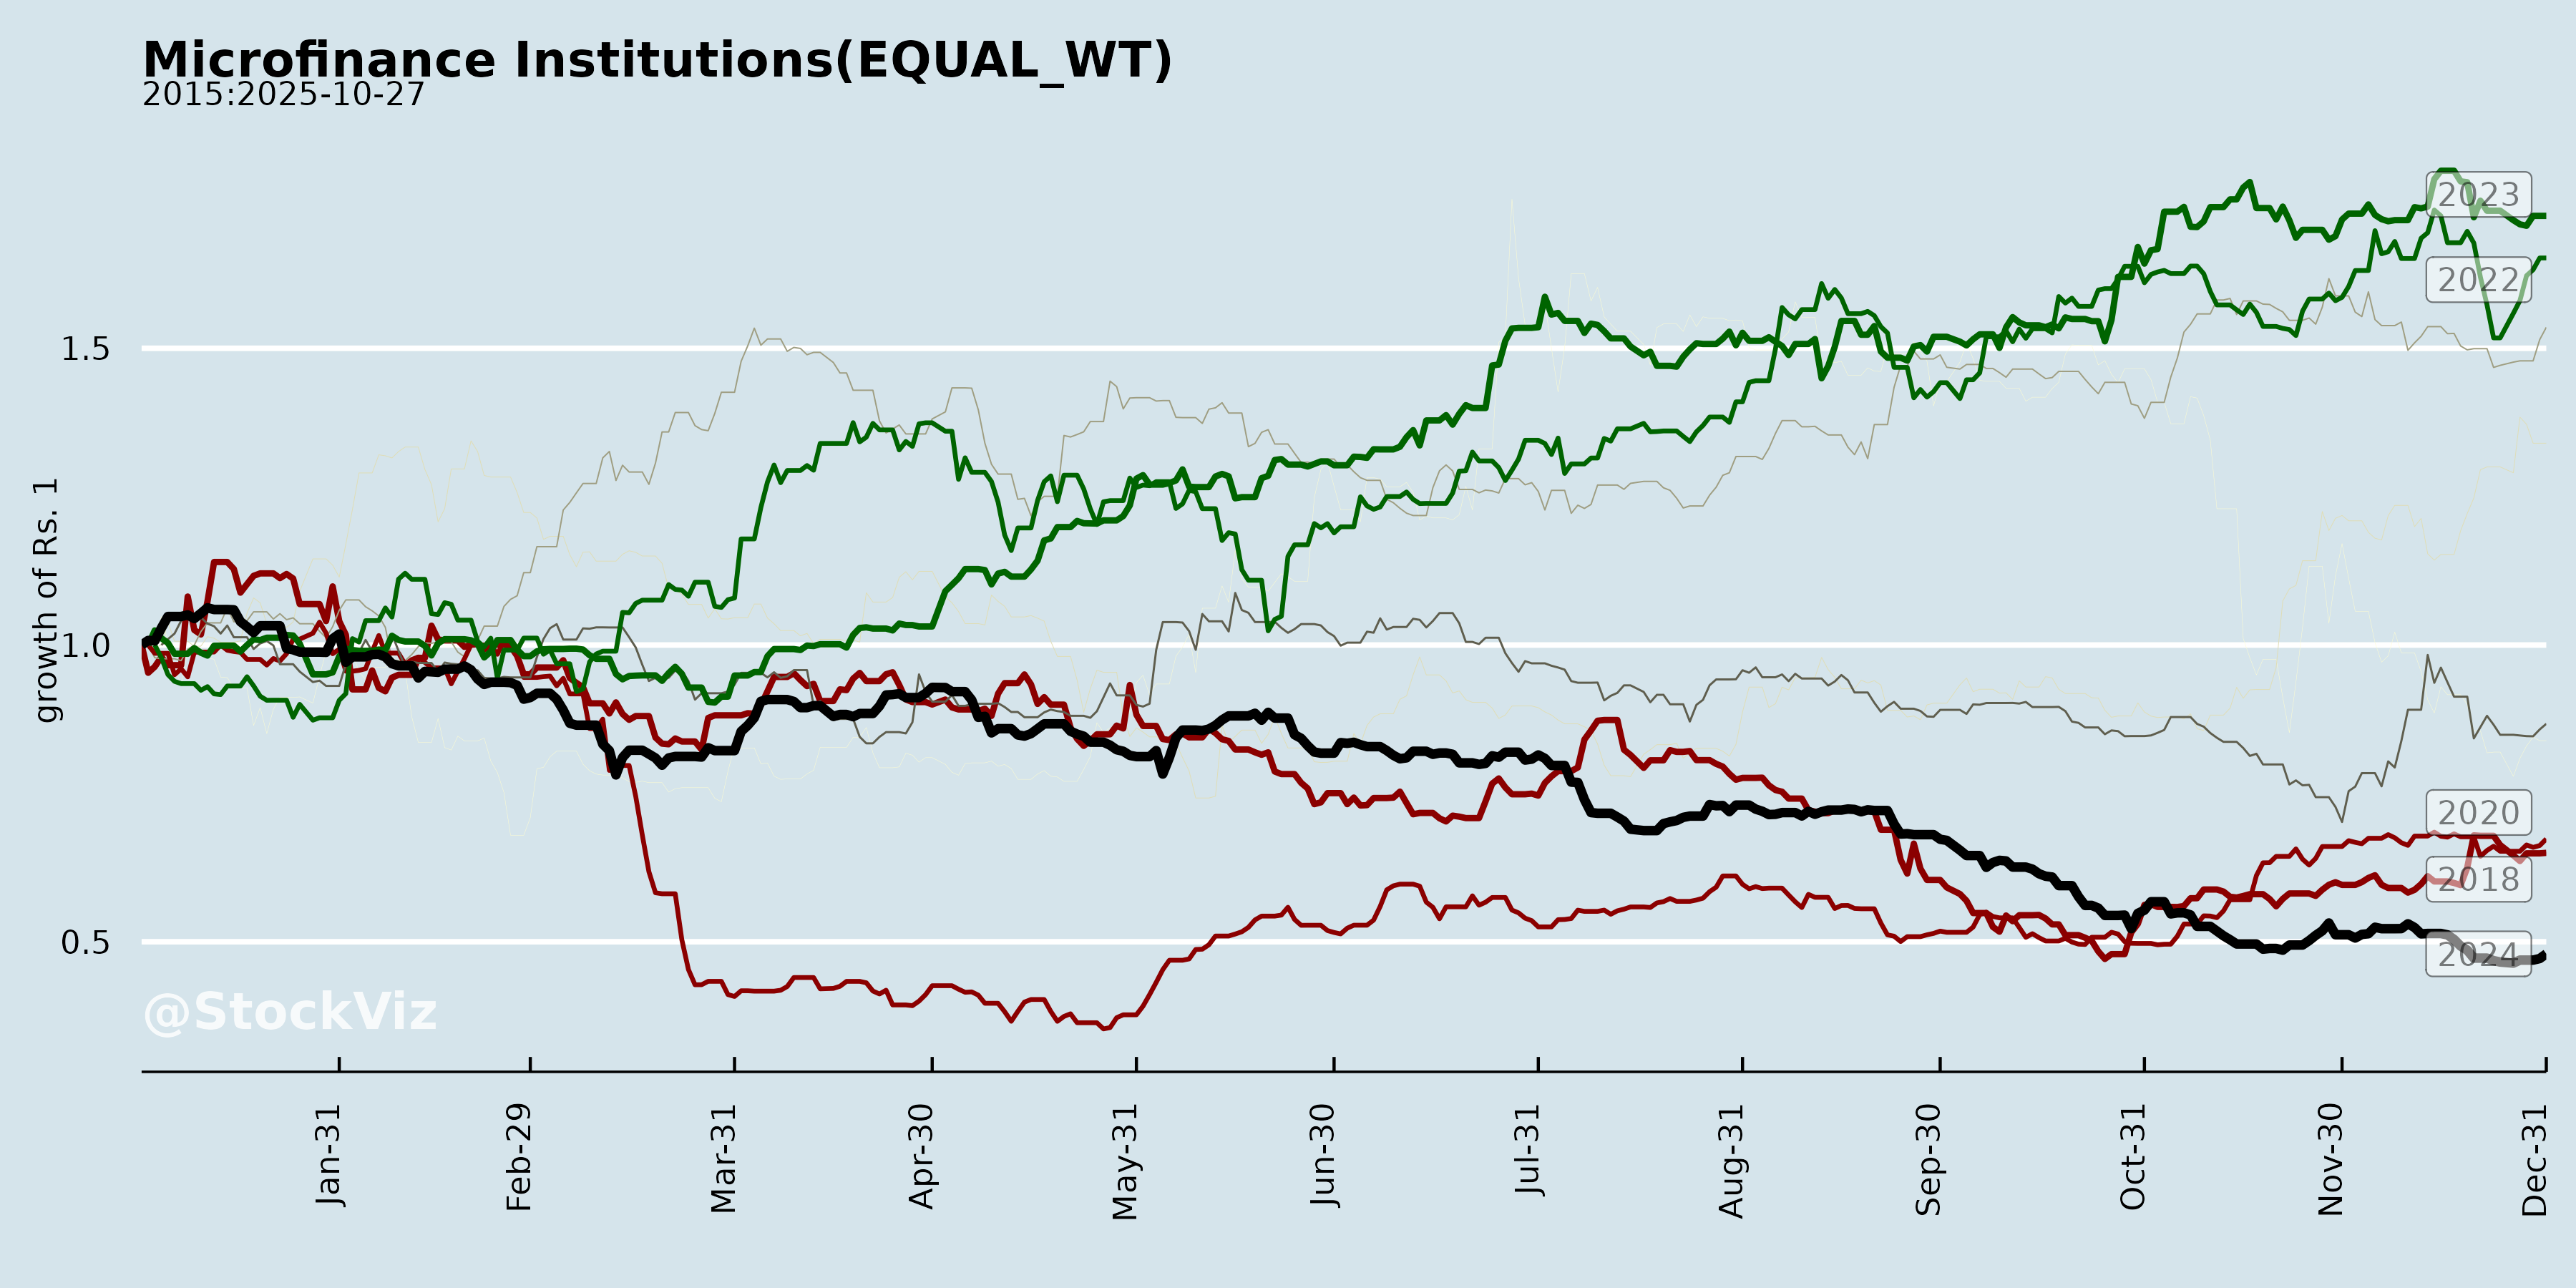 Microfinance Institutions(EQUAL_WT)
2015:2025-10-27
growth of Rs. 1
1.5
1.0
0.5
2023
2022
2020
2018
2024
@StockViz
Jan-31
Feb-29
Mar-31
Apr-30
May-31
Jun-30
Jul-31
Aug-31
Sep-30
Oct-31
Nov-30
Dec-31